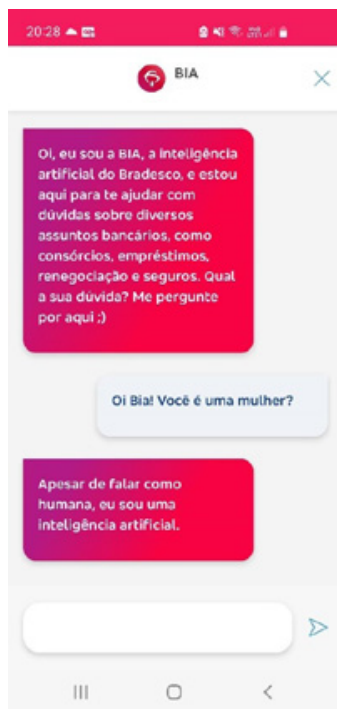 20:28
BIA
Oi, eu sou a BIA, a inteligência
artificial do Bradesco, e estou
aqui para te ajudar com
dúvidas sobre diversos
assuntos bancários, como
consórcios, empréstimos,
renegociação e seguros. Qual
a sua dúvida? Me pergunte
por aqui ;)
Oi Bia! Você é uma mulher?
Apesar de falar como
humana, eu sou uma
inteligência artificial.